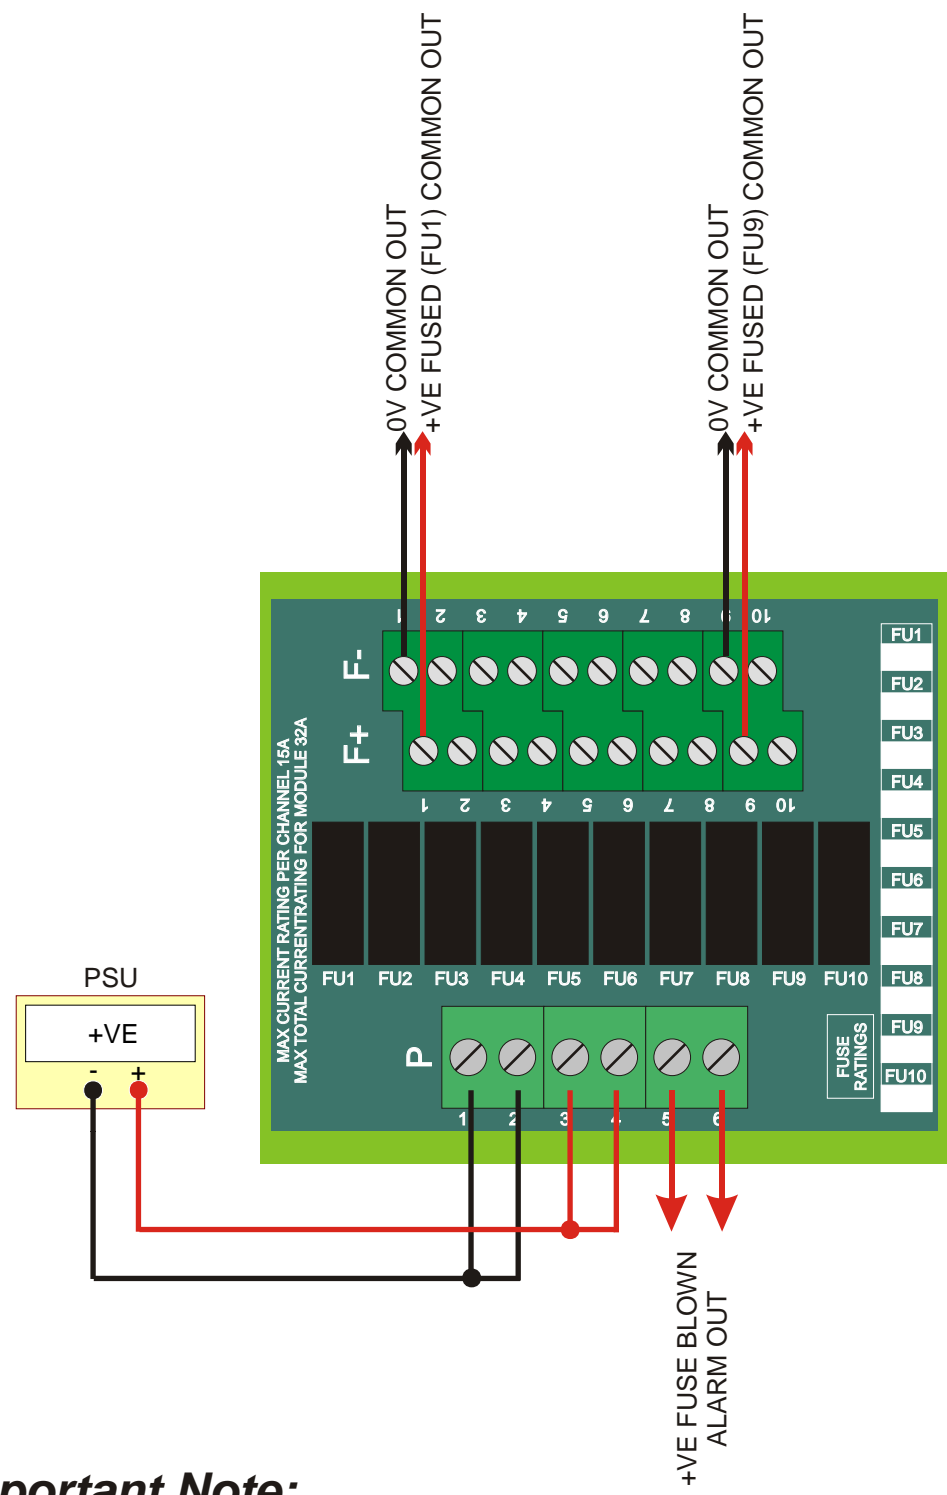 0V COMMON OUT
+VE FUSED (FU1) COMMON OUT
0V COMMON OUT
+VE FUSED (FU9) COMMON OUT
1 2 3 4 5 6 7 8 9 10
F-
F+
1 2 3 4 5 6 7 8 9 10
MAX CURRENT RATING PER CHANNEL 15A
MAX TOTAL CURRENTRATING FOR MODULE 32A
FU1 FU2 FU3 FU4 FU5 FU6 FU7 FU8 FU9 FU10
FU1
FU2
FU3
FU4
FU5
FU6
FU7
FU8
FU9
FU10
FUSE
RATINGS
PSU
+VE
- +
P
1 2 3 4 5 6
+VE FUSE BLOWN
ALARM OUT
portant Note: